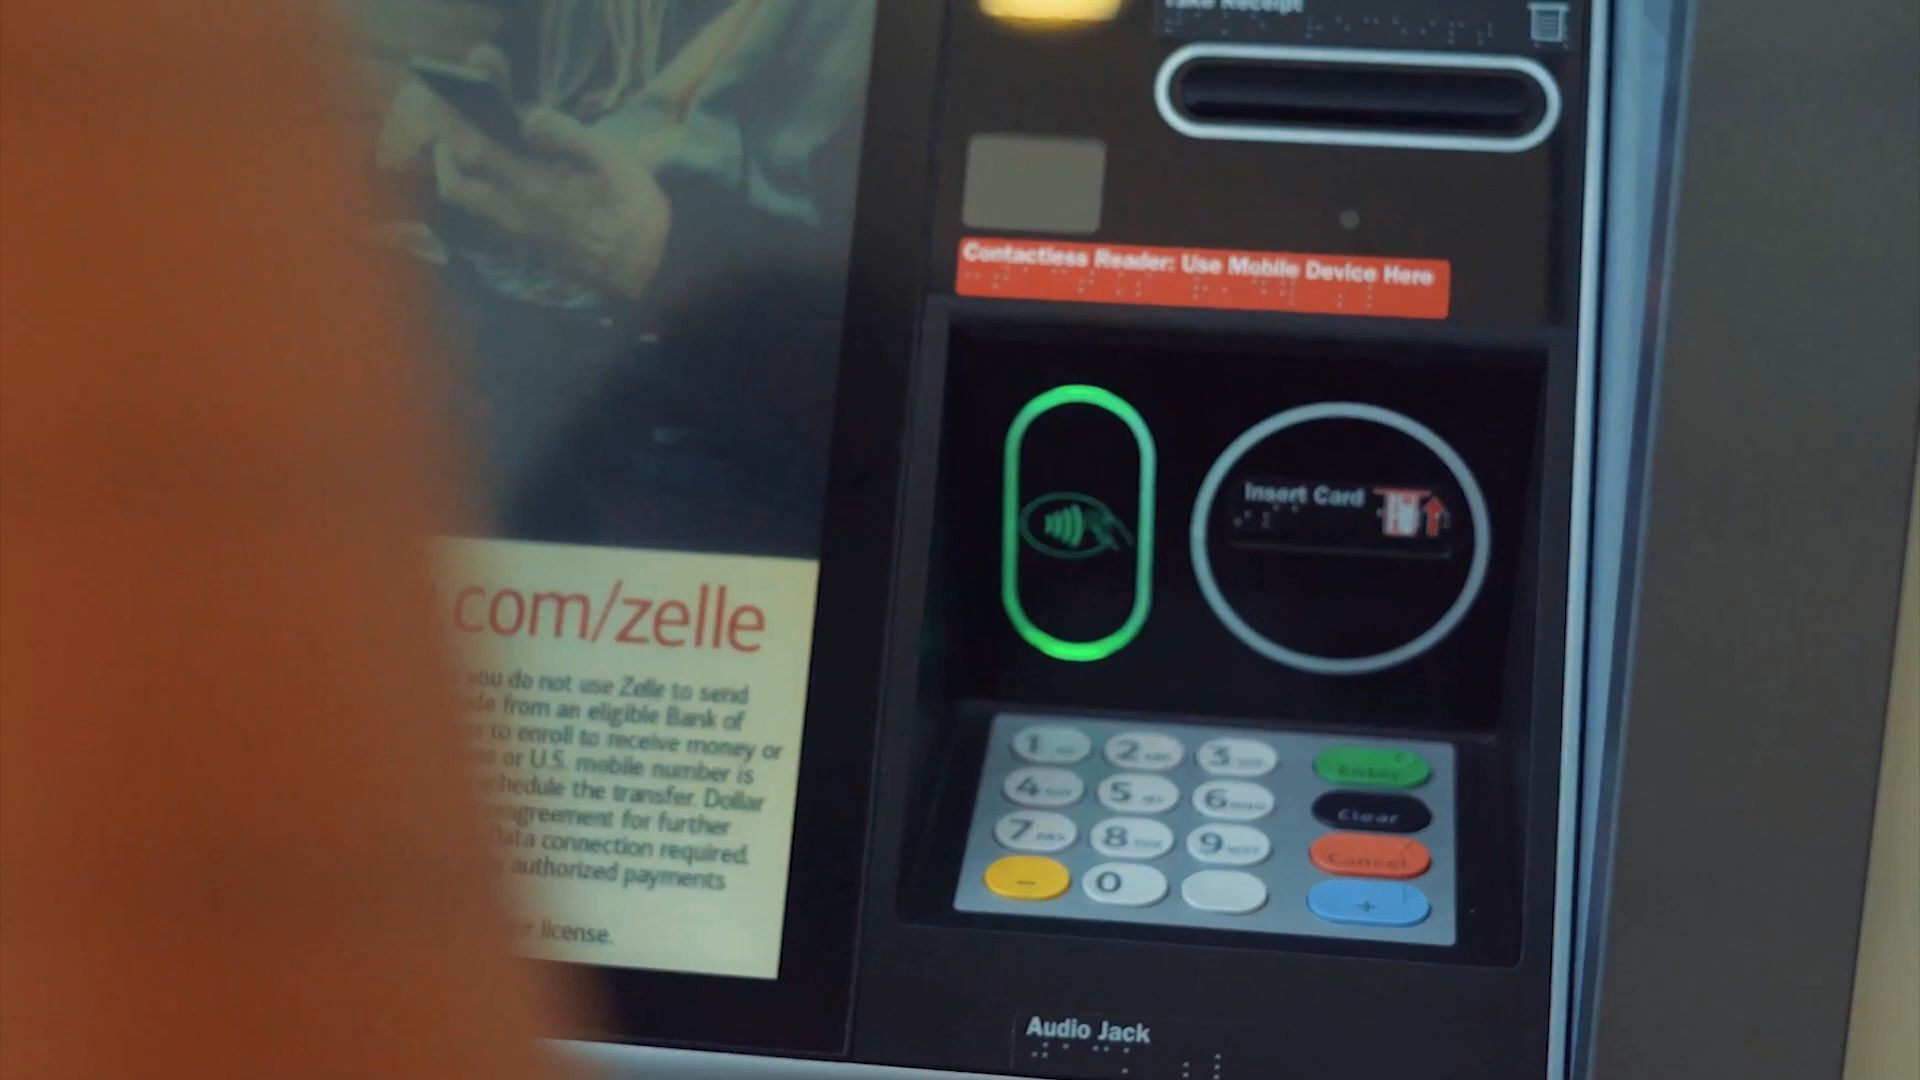 Take Receipt
Contactless Reader: Use Mobile Device Here
Insert Card
.com/zelle
you do not use Zelle to send
from an eligible Bank of
to enroll to receive money or
or U.S. mobile number is
schedule the transfer. Dollar
agreement for further
Data connection required.
authorized payments
license.
1
2
3
Enter
4
5
6
Clear
7
8
9
Cancel
-
0
+
Audio Jack